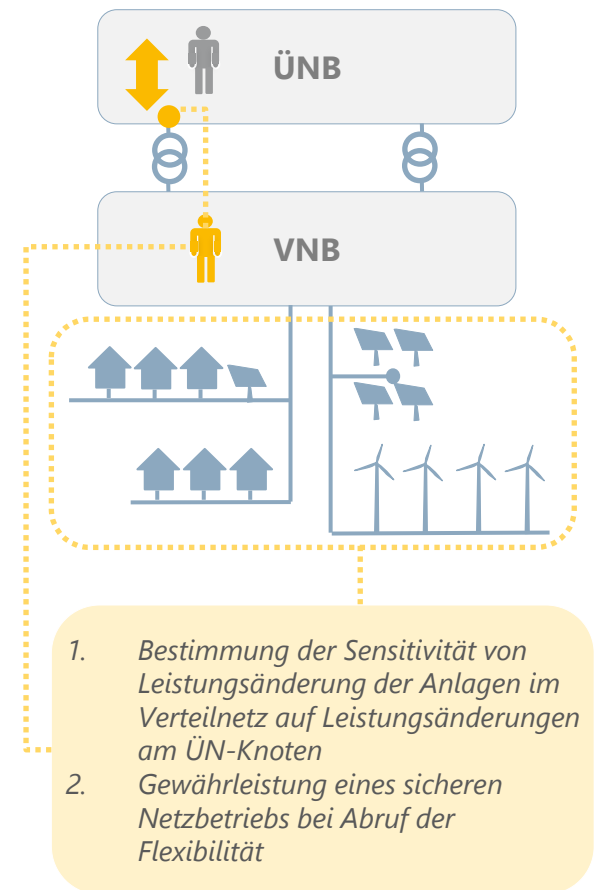 ÜNB
VNB
1. Bestimmung der Sensitivität von
Leistungsänderung der Anlagen im
Verteilnetz auf Leistungsänderungen
am ÜN-Knoten
2. Gewährleistung eines sicheren
Netzbetriebs bei Abruf der
Flexibilität